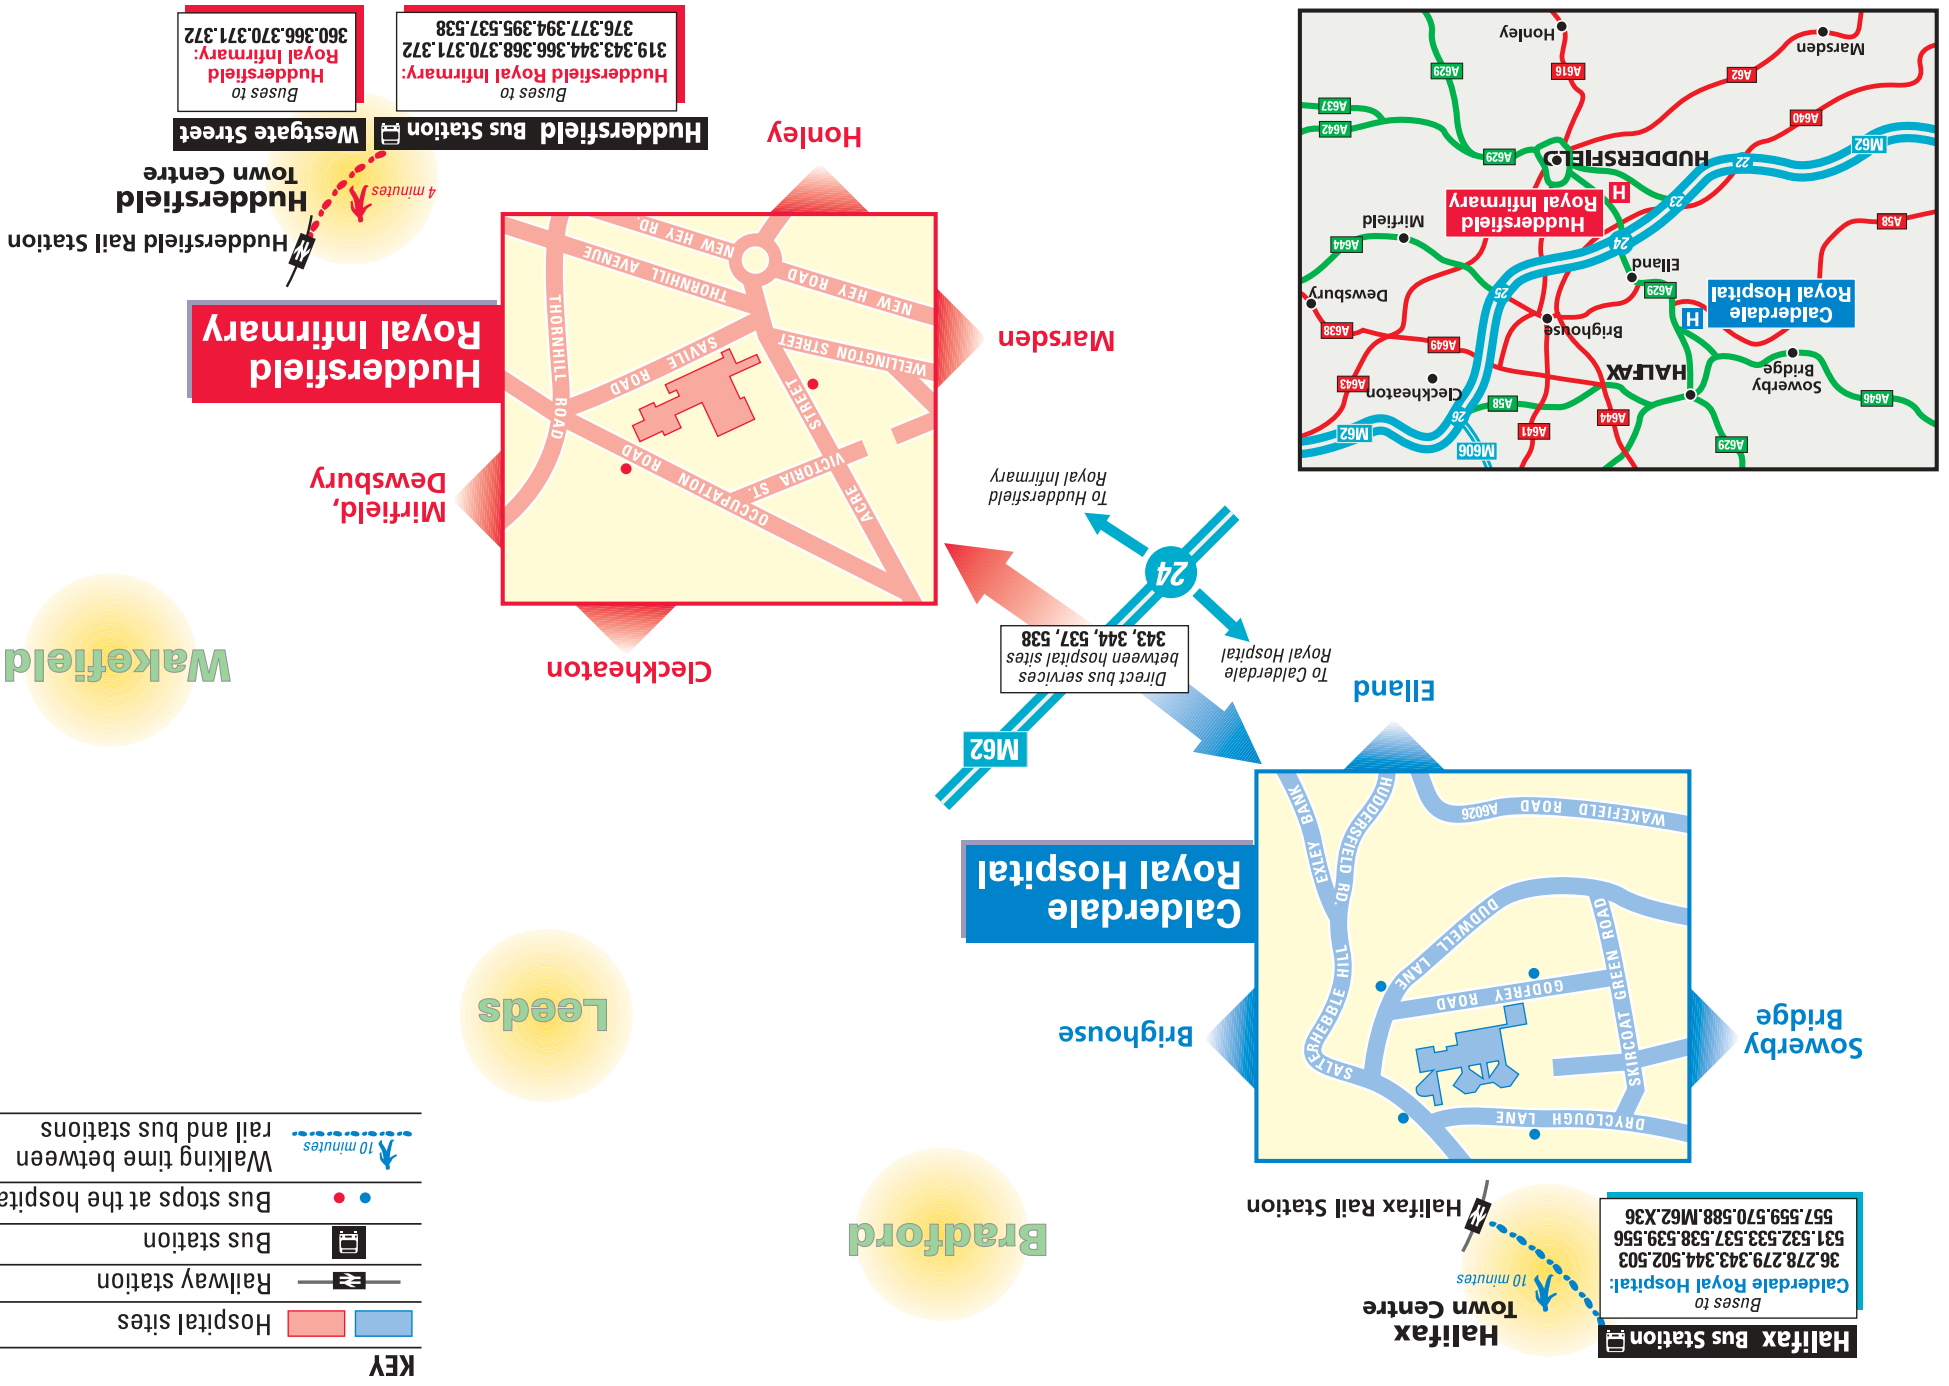 KEY
Hospital sites
Railway station
Bus station
Bus stops at the
10 minutes
Walking time between
rail and bus stations
Halifax Bus Station
Buses to
Calderdale Royal Hospital:
36.278.279.343.344.502.503
531.532.533.537.538.539.556
557.559.570.588.M62.X36
Halifax
Town Centre
10 minutes
Halifax Rail Station
Bradford
Leeds
Wakefield
Sowerby
Bridge
Brighouse
Elland
DRYCLOUGH LANE
SKIRCOAT GREEN ROAD
GODFREY ROAD
DUDWELL LANE
SALTERHEBBLE HILL
HUDDERSFIELD RD.
EXLEY BANK
WAKEFIELD ROAD A6026
Calderdale
Royal Hospital
M62
24
To Calderdale
Royal Hospital
To Huddersfield
Royal Infirmary
Direct bus services
between hospital sites
343, 344, 537, 538
Cleckheaton
Mirfield,
Dewsbury
Marsden
Honley
ACRE STREET
OCCUPATION ROAD
VICTORIA ST.
SAVILE ROAD
WELLINGTON STREET
THORNHILL ROAD
THORNHILL AVENUE
NEW HEY ROAD
NEW HEY RD.
Huddersfield
Royal Infirmary
Huddersfield Rail Station
Huddersfield
Town Centre
4 minutes
Huddersfield Bus Station
Buses to
Huddersfield Royal Infirmary:
319.343.344.366.368.370.371.372
376.377.394.395.537.538
Westgate Street
Buses to
Huddersfield
Royal Infirmary:
360.366.370.371.372
A629
M606
A641
A644
M62
26
A58
A646
Cleckheaton
HALIFAX
A643
Sowerby
Bridge
A649
A638
Brighouse
Calderdale
Royal Hospital
H
Dewsbury
25
A629
Elland
A644
24
Mirfield
A58
Huddersfield
Royal Infirmary
H
23
HUDDERSFIELD
A629
22
M62
A642
A640
A637
A629
A616
A62
Marsden
Honley